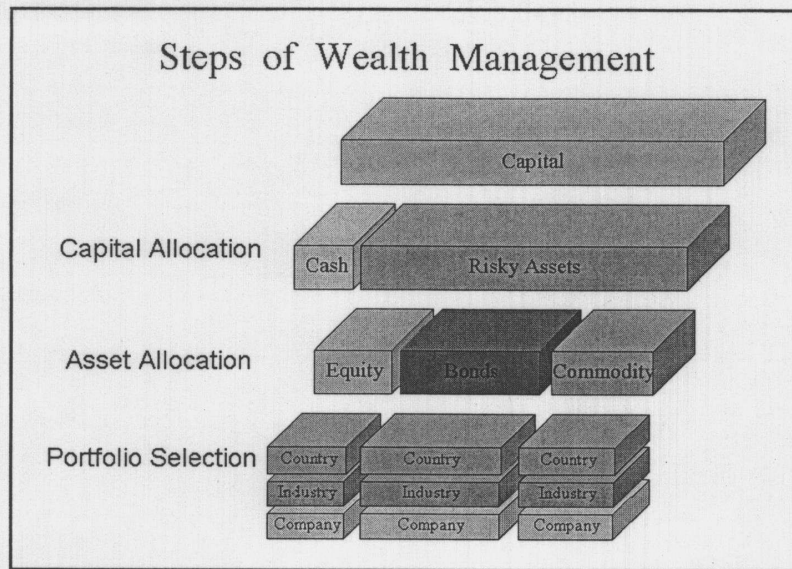 Steps of Wealth Management
Capital
Capital Allocation
Cash
Risky Assets
Asset Allocation
Equity
Bonds
Commodity
Portfolio Selection
Country
Country
Country
Industry
Industry
Industry
Company
Company
Company